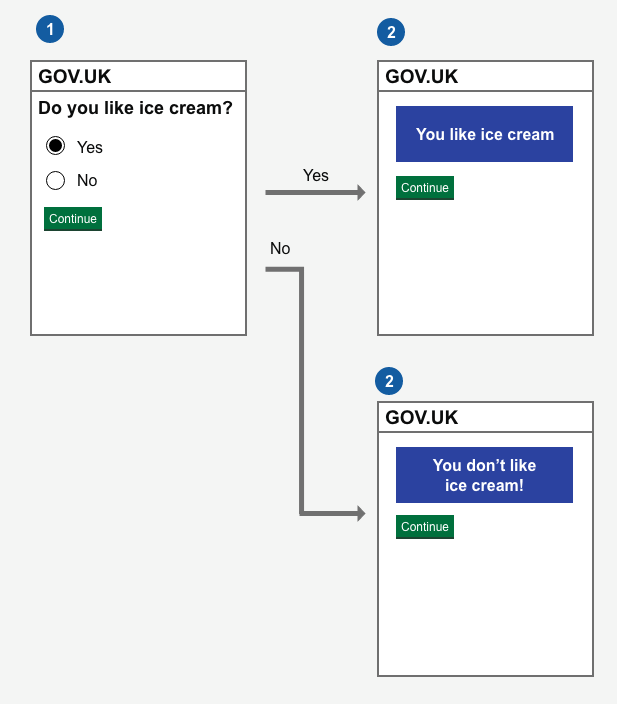 1
GOV.UK
Do you like ice cream?
Yes
No
Continue
Yes
No
2
GOV.UK
You like ice cream
Continue
2
GOV.UK
You don’t like
ice cream!
Continue